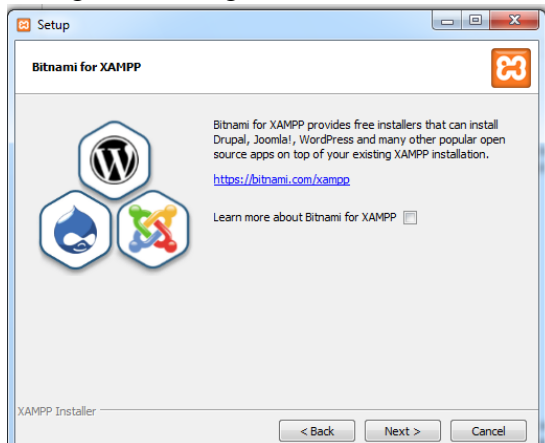 Setup
Bitnami for XAMPP
Bitnami for XAMPP provides free installers that can install
Drupal, Joomla!, WordPress and many other popular open
source apps on top of your existing XAMPP installation.
https://bitnami.com/xampp
Learn more about Bitnami for XAMPP
XAMPP Installer
< Back Next > Cancel